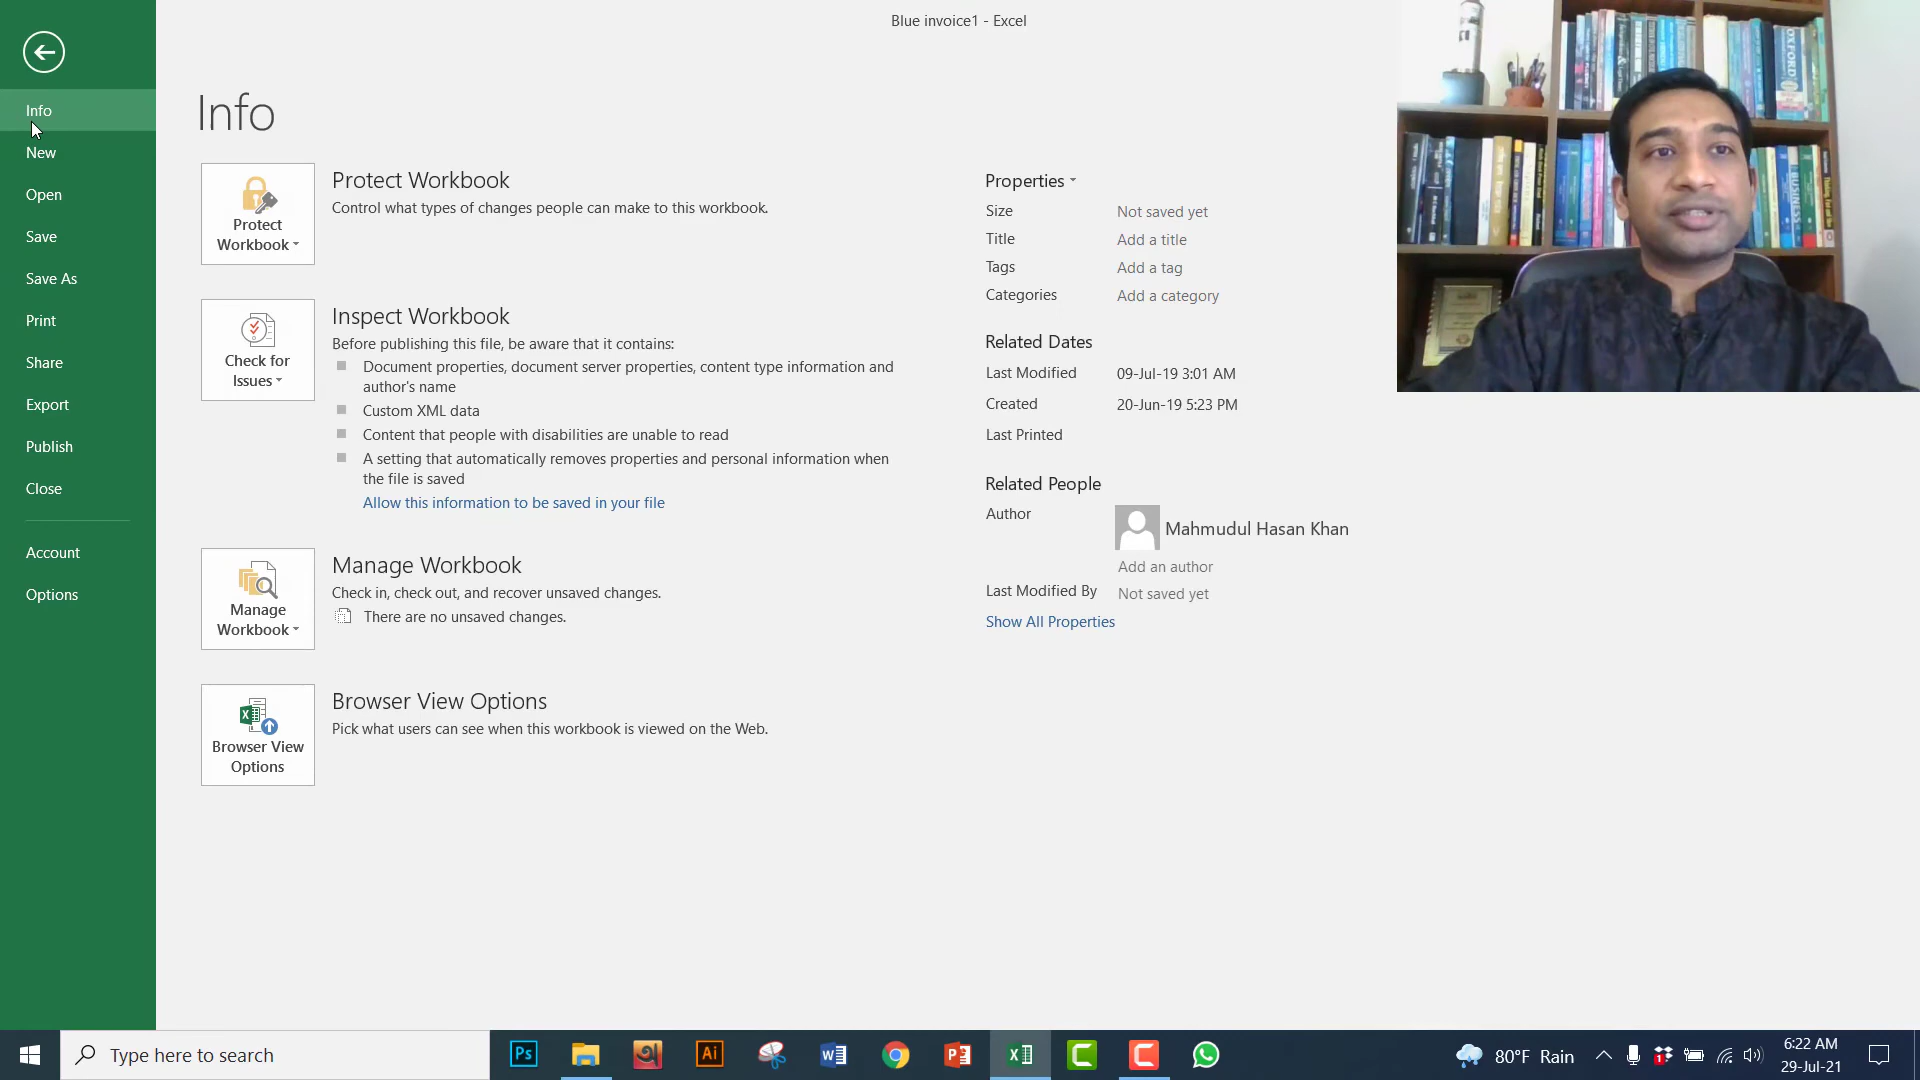 Blue invoice1 - Excel
Info
New
Open
Save
Save As
Print
Share
Export
Publish
Close
Account
Options
Info
Protect
Workbook
Protect Workbook
Control what types of changes people can make to this workbook.
Check for
Issues
Inspect Workbook
Before publishing this file, be aware that it contains:
Document properties, document server properties, content type information and
author's name
Custom XML data
Content that people with disabilities are unable to read
A setting that automatically removes properties and personal information when
the file is saved
Allow this information to be saved in your file
Manage
Workbook
Manage Workbook
Check in, check out, and recover unsaved changes.
There are no unsaved changes.
Browser View
Options
Browser View Options
Pick what users can see when this workbook is viewed on the Web.
Properties
Size Not saved yet
Title Add a title
Tags Add a tag
Categories Add a category
Related Dates
Last Modified 09-Jul-19 3:01 AM
Created 20-Jun-19 5:23 PM
Last Printed
Related People
Author Mahmudul Hasan Khan
Add an author
Last Modified By Not saved yet
Show All Properties
OXFORD
BUSINESS
Type here to search
Ps
Ai
80°F Rain
1
6:22 AM
29-Jul-21